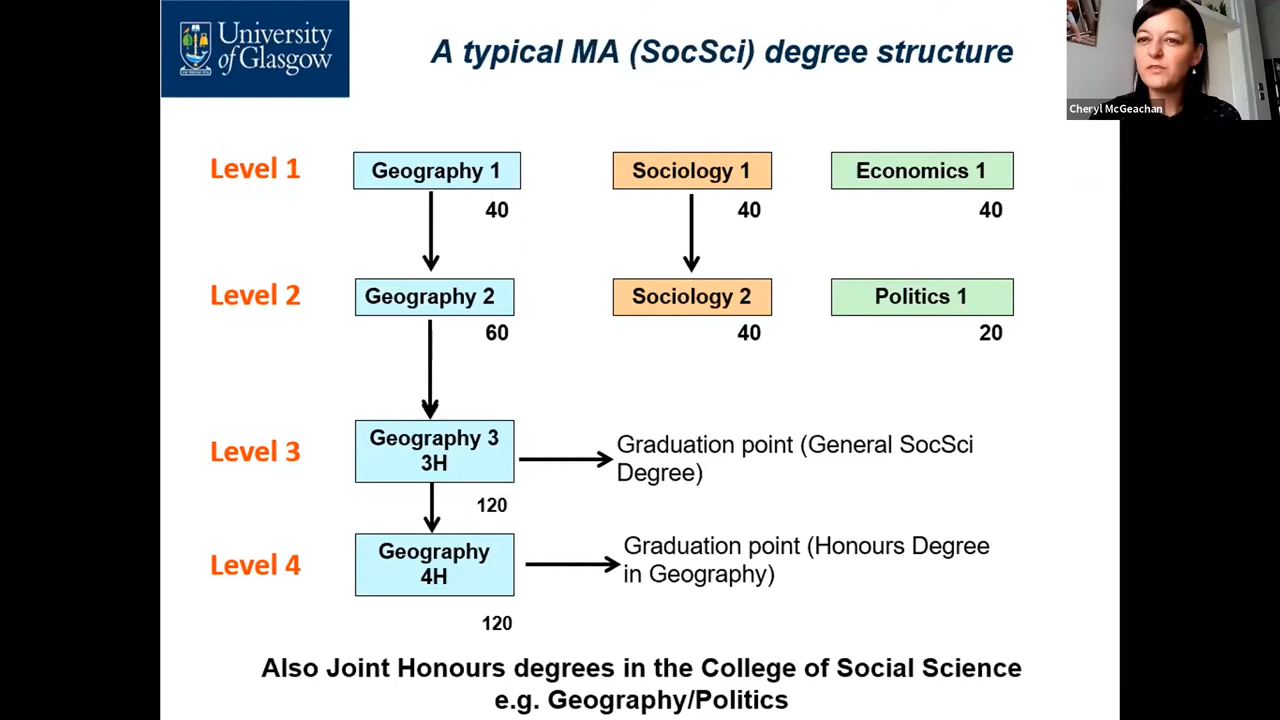 University
of Glasgow
A typical MA (SocSci) degree structure
Cheryl McGeachan
Level 1
Geography 1
Sociology 1
Economics 1
40
40
40
Level 2
Geography 2
Sociology 2
Politics 1
60
40
20
Level 3
Geography 3
3H
Graduation point (General SocSci
Degree)
120
Level 4
Geography
4H
Graduation point (Honours Degree
in Geography)
120
Also Joint Honours degrees in the College of Social Science
e.g. Geography/Politics